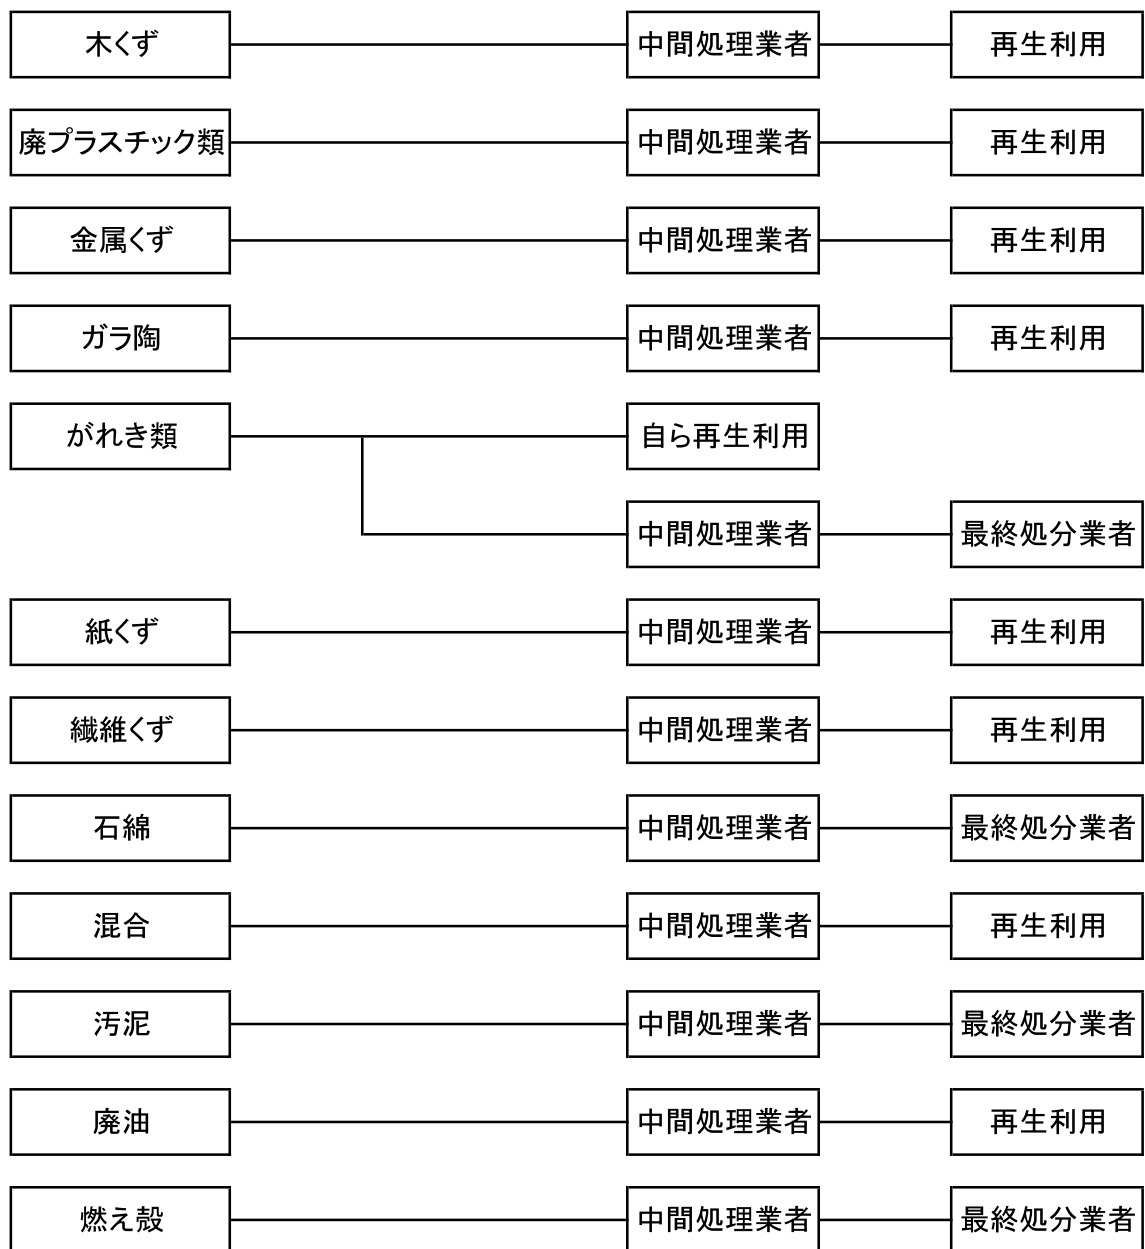 木くず 中間処理業者 再生利用
廃プラスチック類 中間処理業者 再生利用
金属くず 中間処理業者 再生利用
ガラ陶 中間処理業者 再生利用
がれき類 自ら再生利用
中間処理業者 最終処分業者
紙くず 中間処理業者 再生利用
繊維くず 中間処理業者 再生利用
石綿 中間処理業者 最終処分業者
混合 中間処理業者 再生利用
汚泥 中間処理業者 最終処分業者
廃油 中間処理業者 再生利用
燃え殻 中間処理業者 最終処分業者